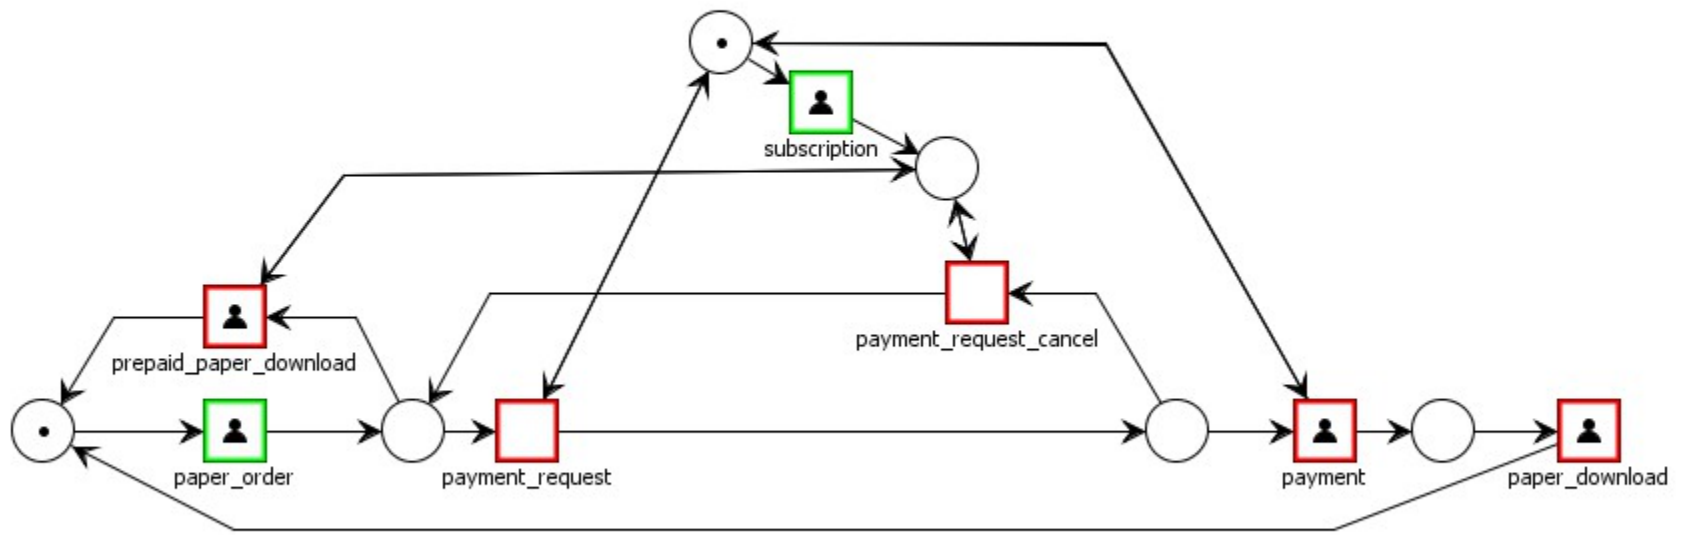 subscription
payment_request_cancel
prepaid_paper_download
paper_order
payment_request
payment
paper_download